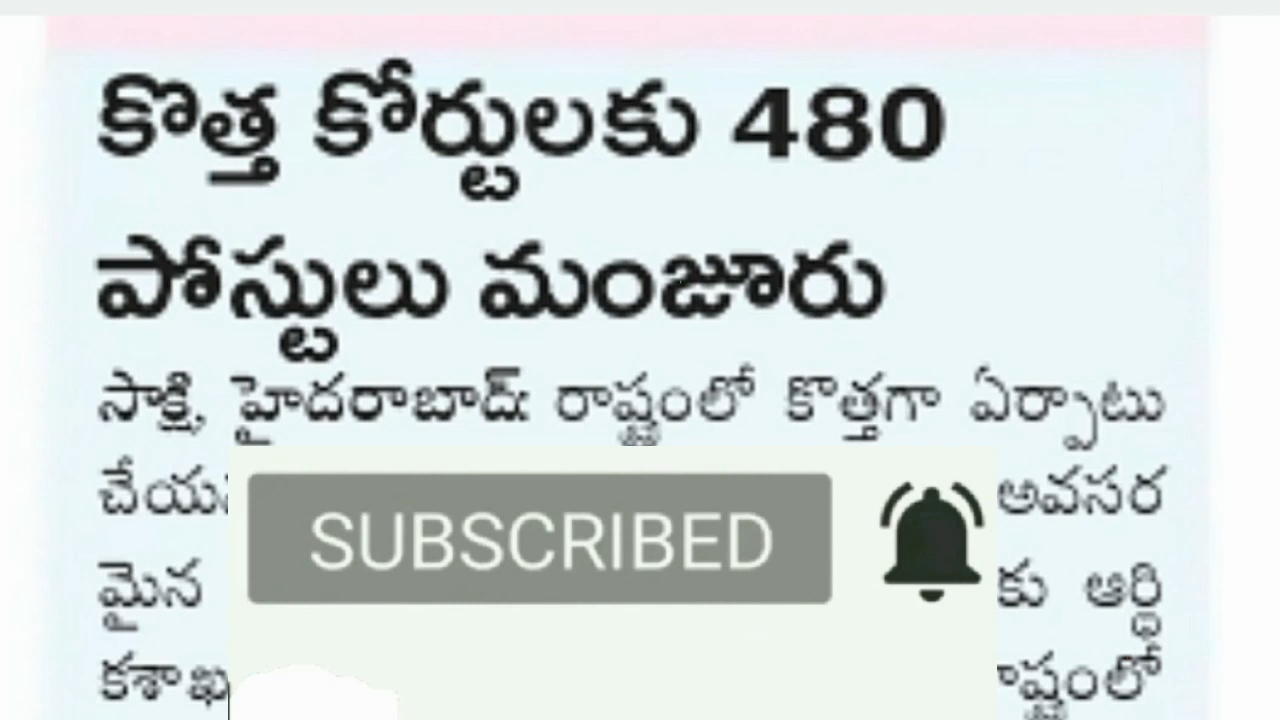 కొత్త కోర్టులకు 480
పోస్టులు మంజూరు
సాక్షి, హైదరాబాద్: రాష్ట్రంలో కొత్తగా ఏర్పాటు
అవసర
SUBSCRIBED
మైన కు ఆర్థి
కశాఖ